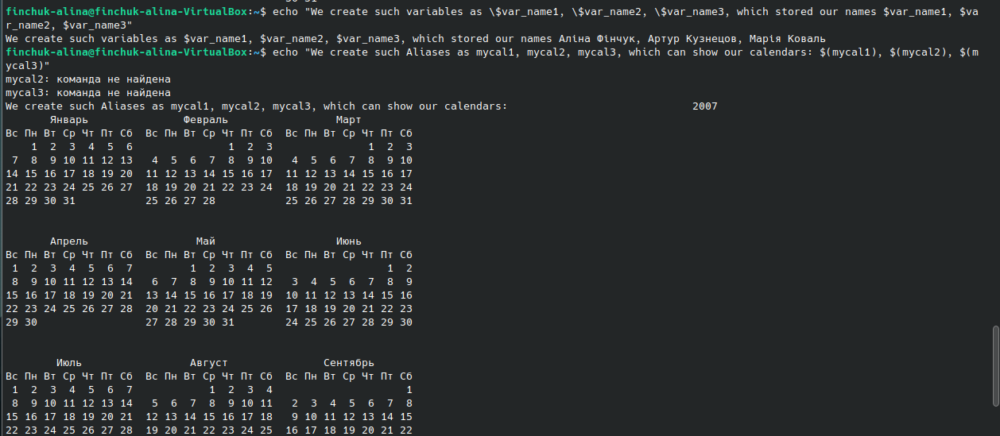 finchuk-alina@finchuk-alina-VirtualBox:~$ echo "We create such variables as \$var_name1, \$var_name2, \$var_name3, which stored our names $var_name1, $va
r_name2, $var_name3"
We create such variables as $var_name1, $var_name2, $var_name3, which stored our names Аліна Фінчук, Артур Кузнецов, Марія Коваль
finchuk-alina@finchuk-alina-VirtualBox:~$ echo "We create such Aliases as mycal1, mycal2, mycal3, which can show our calendars: $(mycal1), $(mycal2), $(m
ycal3)"
mycal2: команда не найдена
mycal3: команда не найдена
We create such Aliases as mycal1, mycal2, mycal3, which can show our calendars:                             2007
       Январь               Февраль                 Март
Вс Пн Вт Ср Чт Пт Сб  Вс Пн Вт Ср Чт Пт Сб  Вс Пн Вт Ср Чт Пт Сб
    1  2  3  4  5  6               1  2  3               1  2  3
 7  8  9 10 11 12 13   4  5  6  7  8  9 10   4  5  6  7  8  9 10
14 15 16 17 18 19 20  11 12 13 14 15 16 17  11 12 13 14 15 16 17
21 22 23 24 25 26 27  18 19 20 21 22 23 24  18 19 20 21 22 23 24
28 29 30 31           25 26 27 28           25 26 27 28 29 30 31
       Апрель                 Май                   Июнь
Вс Пн Вт Ср Чт Пт Сб  Вс Пн Вт Ср Чт Пт Сб  Вс Пн Вт Ср Чт Пт Сб
 1  2  3  4  5  6  7         1  2  3  4  5                  1  2
 8  9 10 11 12 13 14   6  7  8  9 10 11 12   3  4  5  6  7  8  9
15 16 17 18 19 20 21  13 14 15 16 17 18 19  10 11 12 13 14 15 16
22 23 24 25 26 27 28  20 21 22 23 24 25 26  17 18 19 20 21 22 23
29 30                 27 28 29 30 31        24 25 26 27 28 29 30
        Июль                 Август               Сентябрь
Вс Пн Вт Ср Чт Пт Сб  Вс Пн Вт Ср Чт Пт Сб  Вс Пн Вт Ср Чт Пт Сб
 1  2  3  4  5  6  7            1  2  3  4                     1
 8  9 10 11 12 13 14   5  6  7  8  9 10 11   2  3  4  5  6  7  8
15 16 17 18 19 20 21  12 13 14 15 16 17 18   9 10 11 12 13 14 15
22 23 24 25 26 27 28  19 20 21 22 23 24 25  16 17 18 19 20 21 22